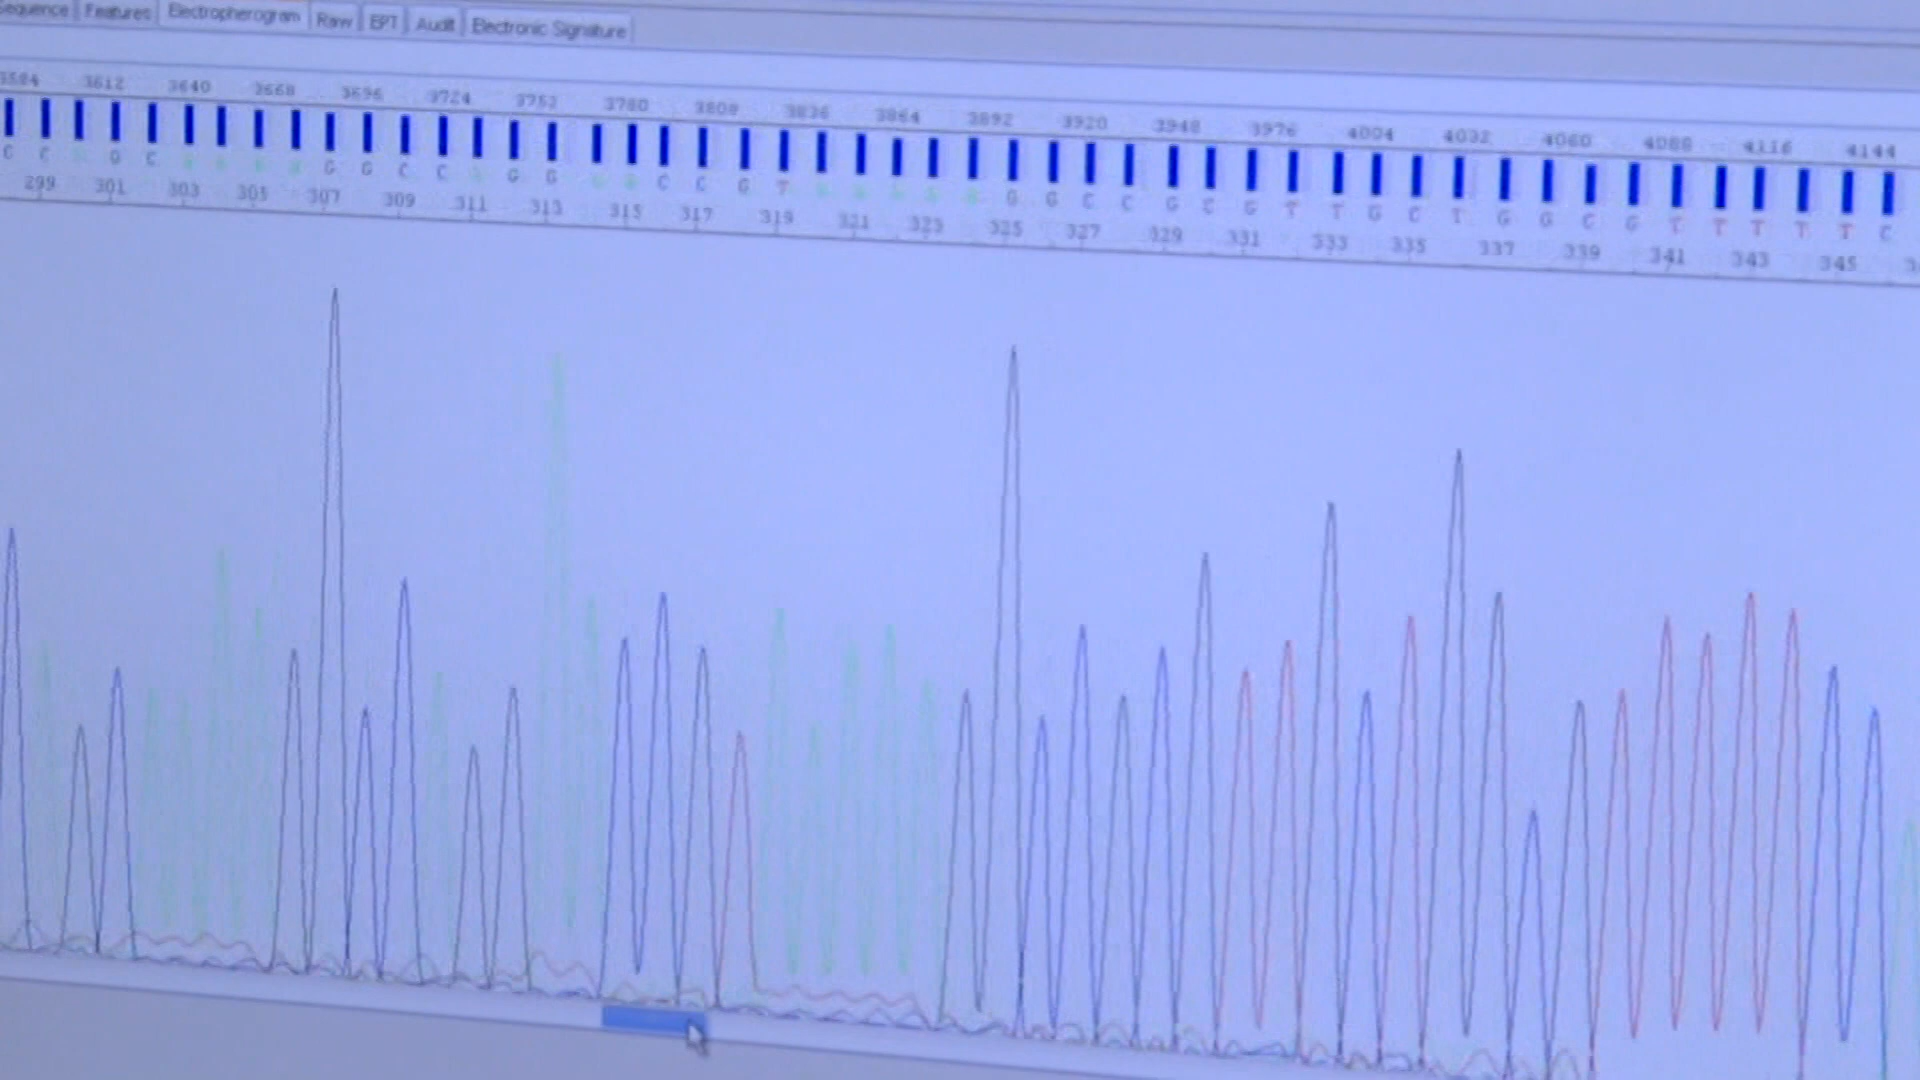 Sequence Features Electropherogram Raw EPT Audit Electronic Signature
3584 3612 3640 3668 3696 3724 3752 3780 3808 3836 3864 3892 3920 3948 3976 4004 4032 4060 4088 4116 4144
C C G C G G C C G G C C G T G G C C G C G T T G C T G G C G T T T T T C
299 301 303 305 307 309 311 313 315 317 319 321 323 325 327 329 331 333 335 337 339 341 343 345